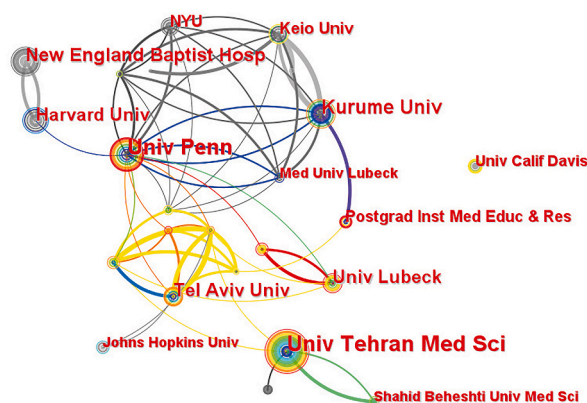 NYU
Keio Univ
New England Baptist Hosp
Harvard Univ
Kurume Univ
Univ Penn
Univ Calif Davis
Med Univ Lubeck
Postgrad Inst Med Educ & Res
Univ Lubeck
Tel Aviv Univ
Johns Hopkins Univ
Univ Tehran Med Sci
Shahid Beheshti Univ Med Sci